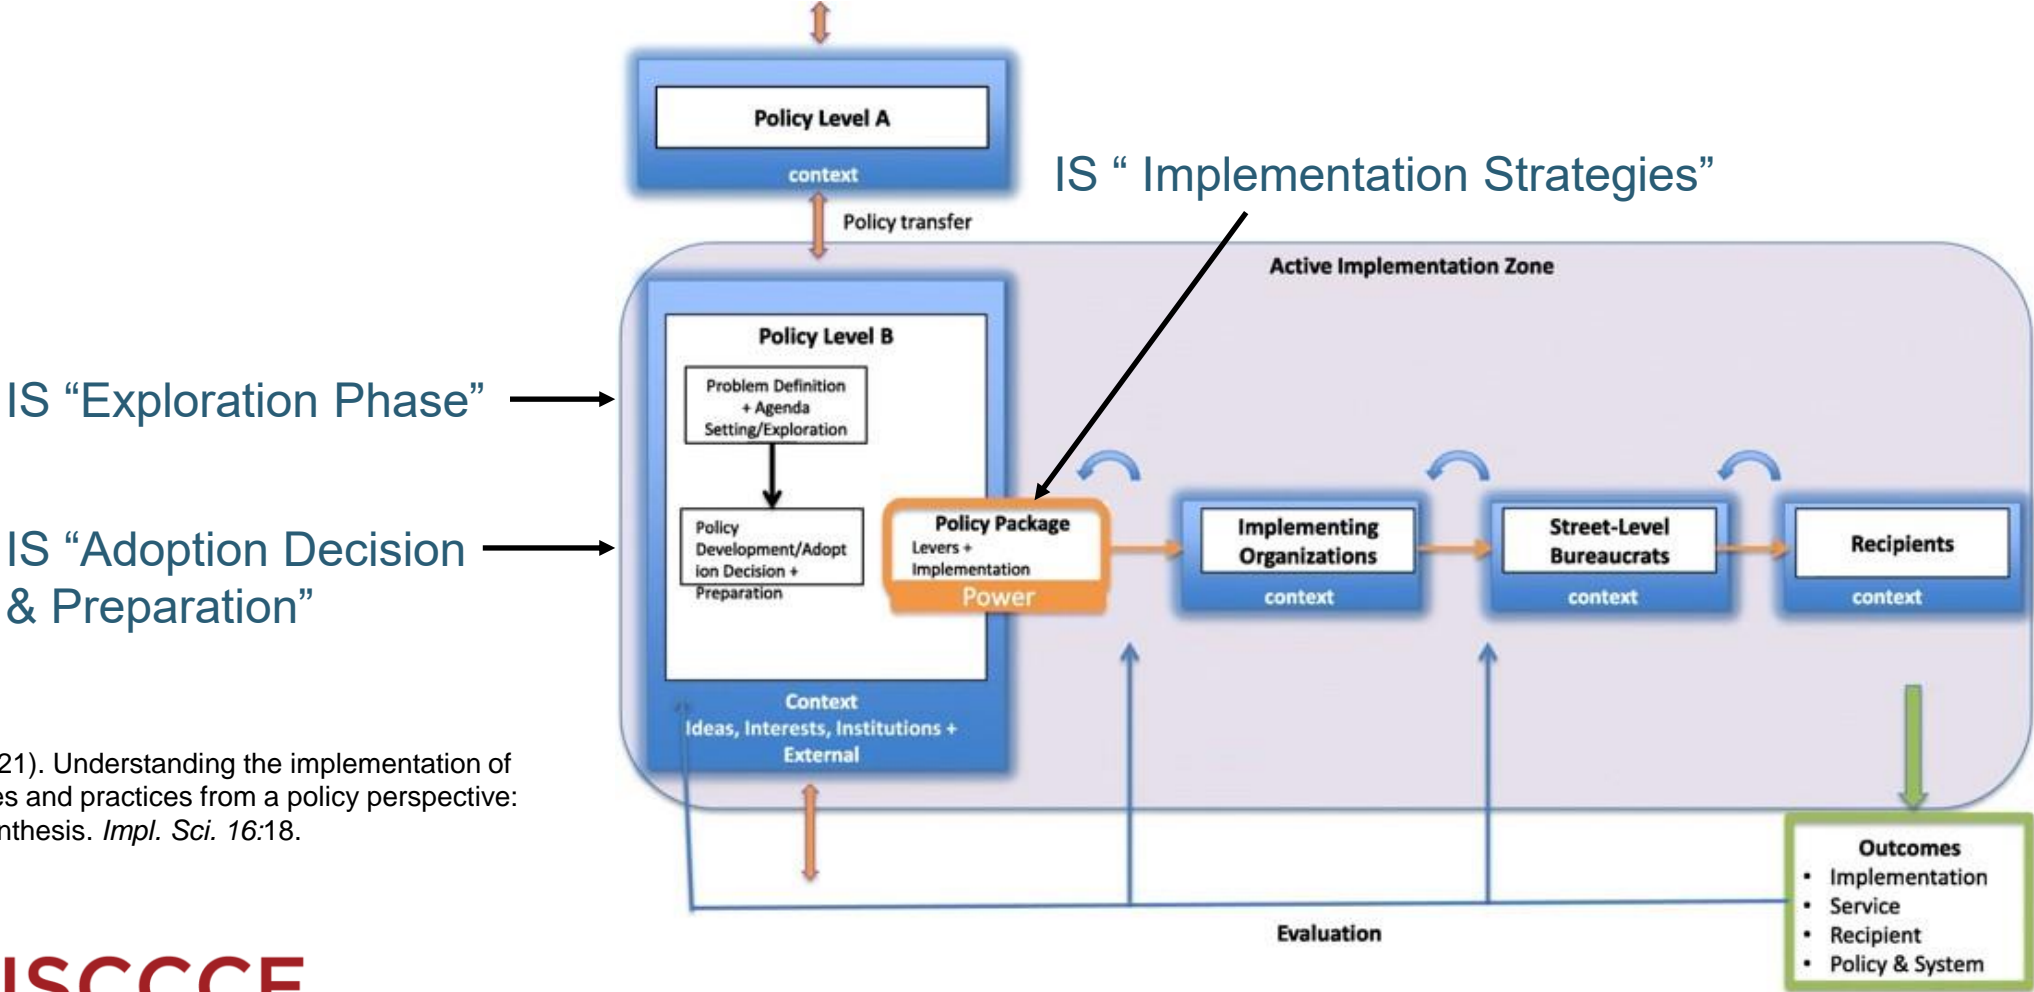 Policy Level A
context
IS “ Implementation Strategies”
Policy transfer
Active Implementation Zone
Policy Level B
Problem Definition
+ Agenda
Setting/Exploration
IS “Exploration Phase”
Policy
Development/Adopt
ion Decision +
Preparation
IS “Adoption Decision
& Preparation”
Policy Package
Levers +
Implementation
Power
Implementing
Organizations
context
Street-Level
Bureaucrats
context
Recipients
context
Context
Ideas, Interests, Institutions +
External
21). Understanding the implementation of
es and practices from a policy perspective:
nthesis. Impl. Sci. 16:18.
Outcomes
• Implementation
• Service
• Recipient
• Policy & System
Evaluation